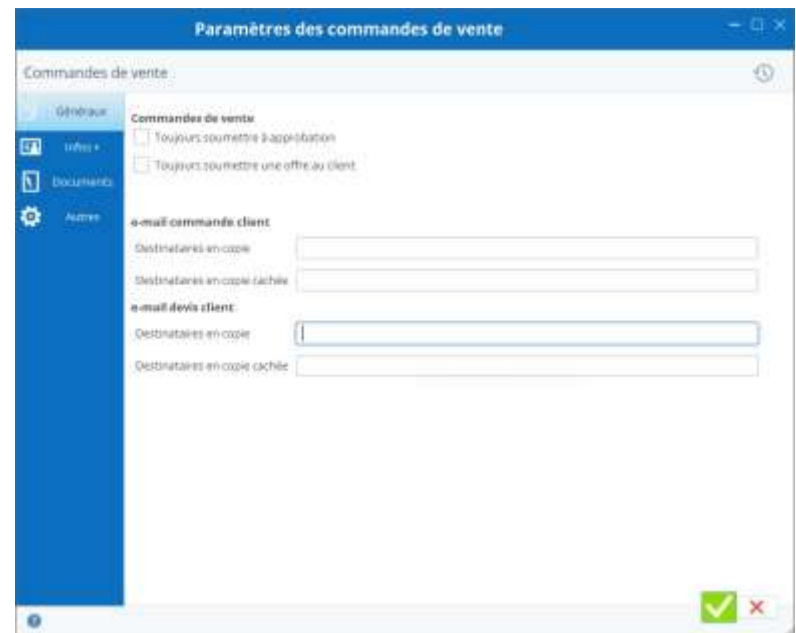 Paramètres des commandes de vente
Commandes de vente
Généraux
Infos +
Documents
Autres
Commandes de vente
Toujours soumettre à approbation
Toujours soumettre une offre au client
e-mail commande client
Destinataires en copie
Destinataires en copie cachée
e-mail devis client
Destinataires en copie
Destinataires en copie cachée